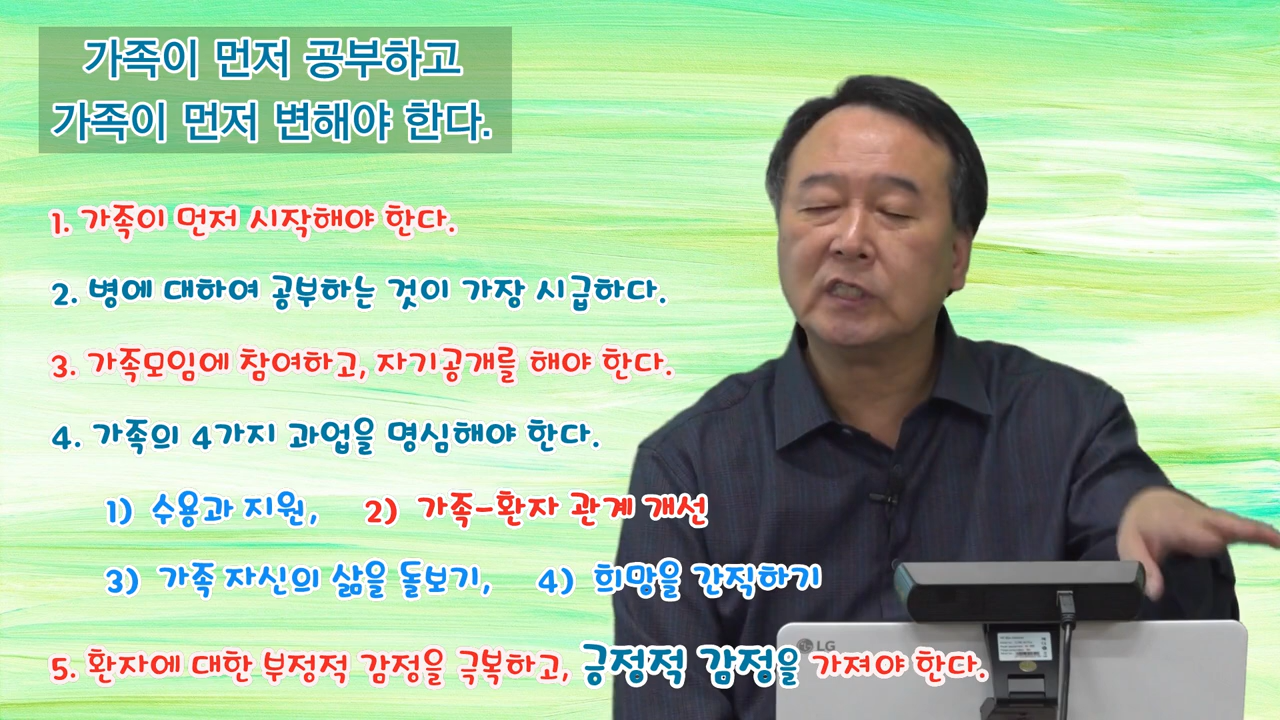 가족이 먼저 공부하고
가족이 먼저 변해야 한다.
1. 가족이 먼저 시작해야 한다.
2. 병에 대하여 공부하는 것이 가장 시급하다.
3. 가족모임에 참여하고, 자기공개를 해야 한다.
4. 가족의 4가지 과업을 명심해야 한다.
1) 수용과 지원, 2) 가족-환자 관계 개선
3) 가족 자신의 삶을 돌보기, 4) 희망을 간직하기
LG
5. 환자에 대한 부정적 감정을 극복하고, 긍정적 감정을 가져야 한다.